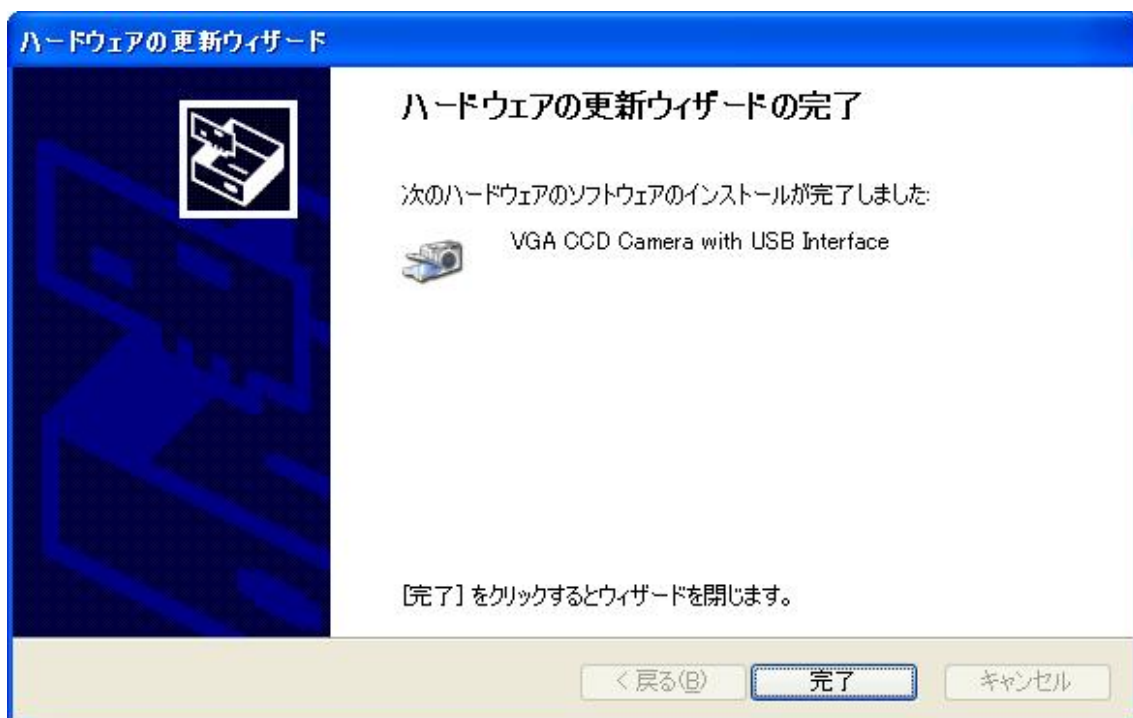 ハードウェアの更新ウィザード
ハードウェアの更新ウィザードの完了
次のハードウェアのソフトウェアのインストールが完了しました:
VGA CCD Camera with USB Interface
[完了] をクリックするとウィザードを閉じます。
< 戻る(B)
完了
キャンセル